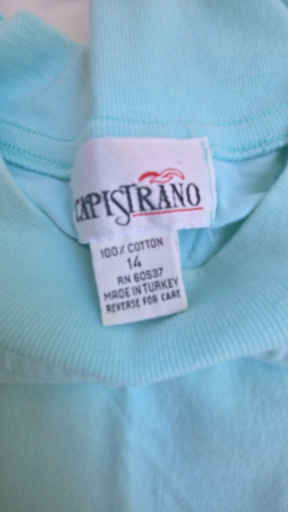 CAPISTRANO
100% COTTON
14
RN 60537
MADE IN TURKEY
REVERSE FOR CARE